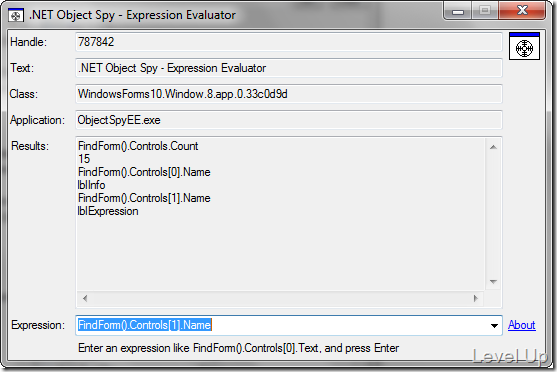 .NET Object Spy - Expression Evaluator
Handle: 787842
Text: .NET Object Spy - Expression Evaluator
Class: WindowsForms10.Window.8.app.0.33c0d9d
Application: ObjectSpyEE.exe
Results: FindForm().Controls.Count
15
FindForm().Controls[0].Name
lblInfo
FindForm().Controls[1].Name
lblExpression
Expression: FindForm().Controls[1].Name About
Enter an expression like FindForm().Controls[0].Text, and press Enter
Level Up